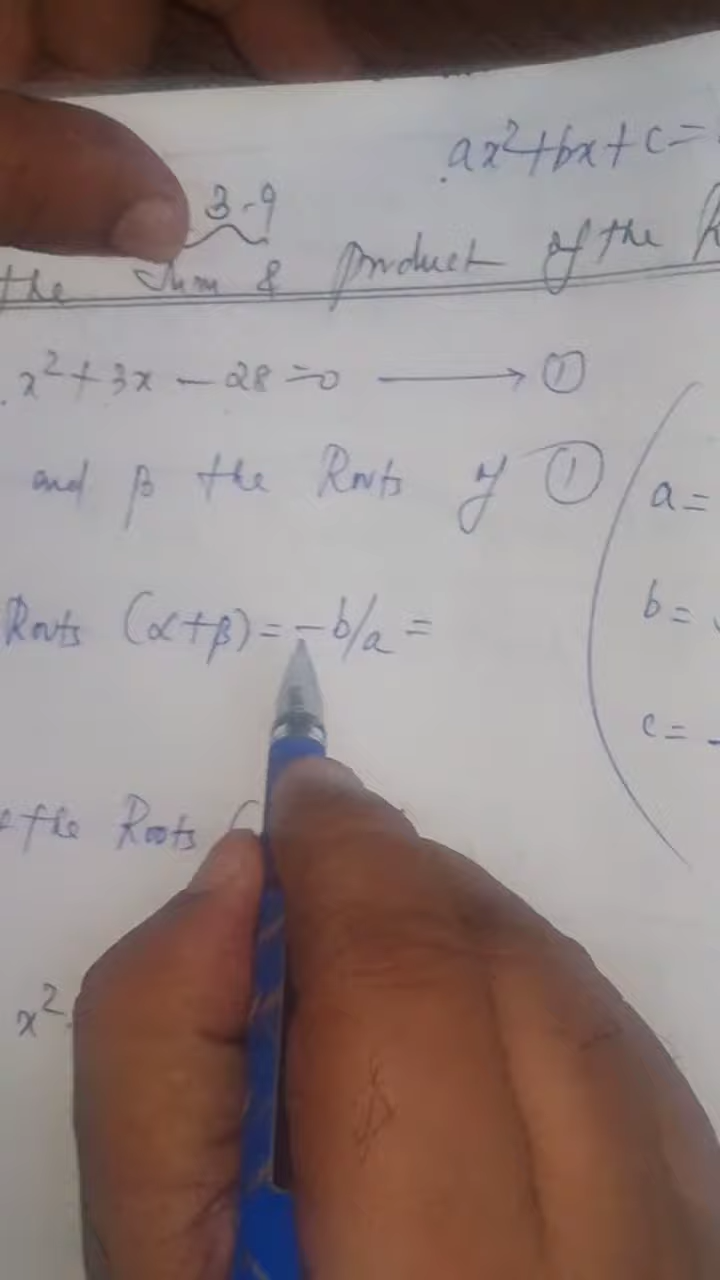 ax²+bx+c=
3-9
the Sum & product of the R
x²+3x-28=0 ⟶ ①
and β the Roots of ①
a=
Roots (α+β)=-b/a=
b=
c= -
the Roots (
x²